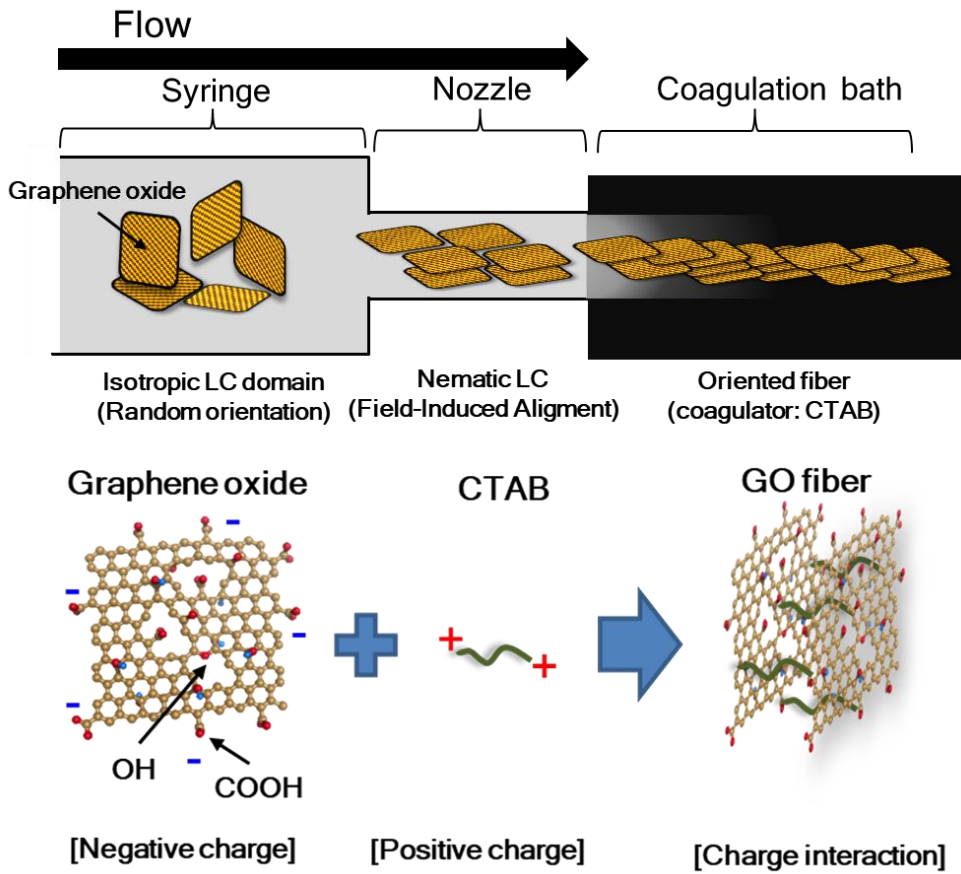 Flow
Syringe
Nozzle
Coagulation bath
Graphene oxide
Isotropic LC domain
(Random orientation)
Nematic LC
(Field-Induced Aligment)
Oriented fiber
(coagulator: CTAB)
Graphene oxide
CTAB
GO fiber
-
-
-
-
-
+
+
OH
COOH
[Negative charge]
[Positive charge]
[Charge interaction]